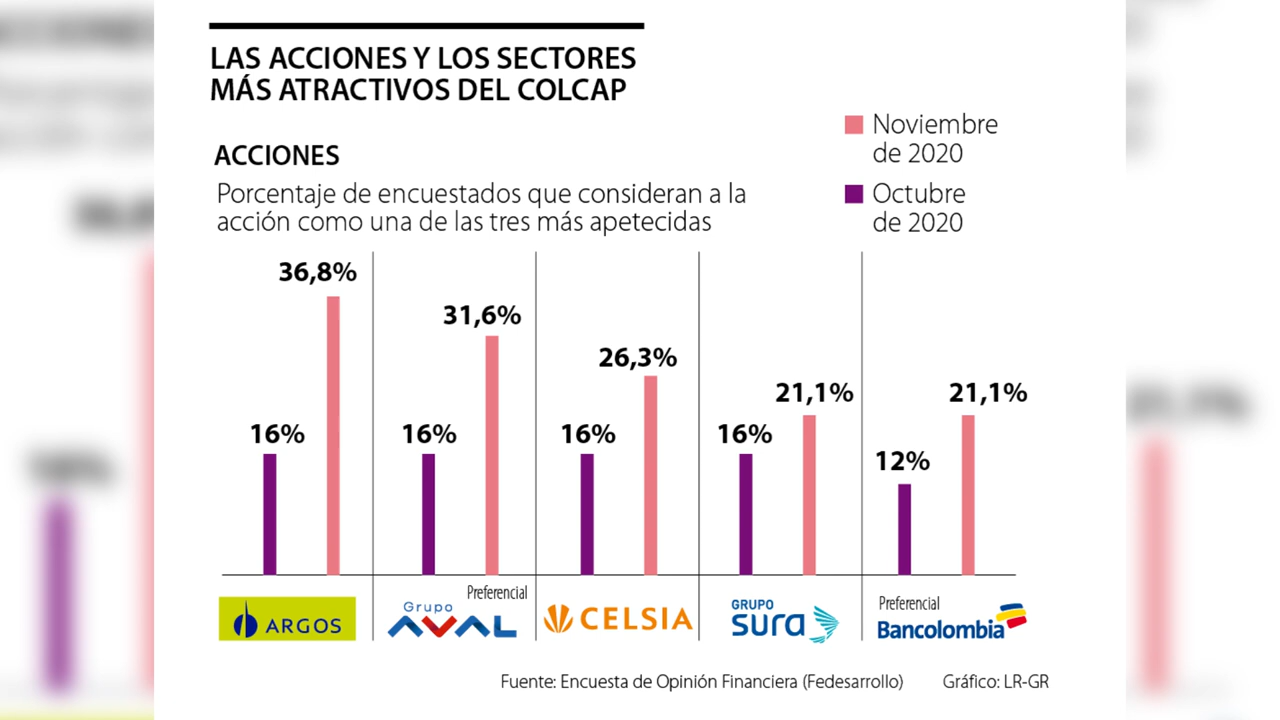 LAS ACCIONES Y LOS SECTORES
MÁS ATRACTIVOS DEL COLCAP
ACCIONES
Porcentaje de encuestados que consideran a la
acción como una de las tres más apetecidas
Noviembre
de 2020
Octubre
de 2020
16%
36,8%
16%
31,6%
16%
26,3%
16%
21,1%
12%
21,1%
ARGOS
Preferencial
Grupo
AVAL
CELSIA
GRUPO
sura
Preferencial
Bancolombia
Fuente: Encuesta de Opinión Financiera (Fedesarrollo)
Gráfico: LR-GR